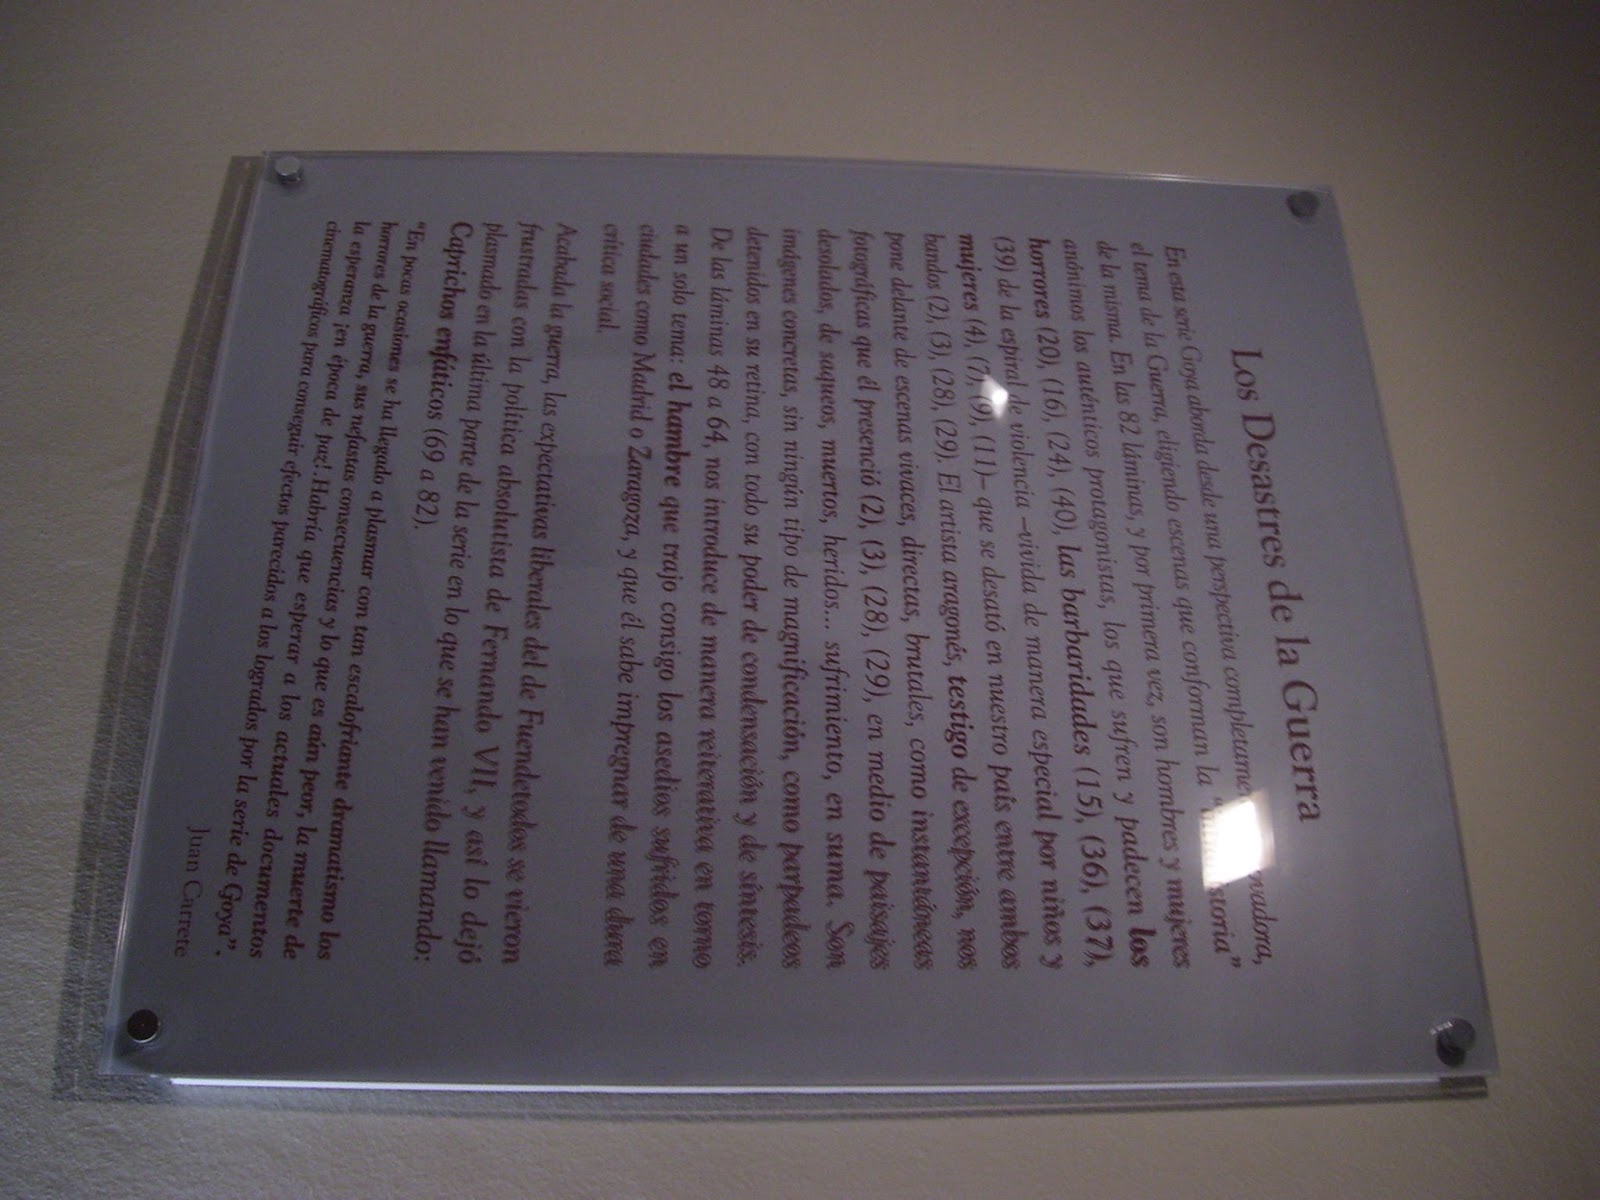 Los Desastres de la Guerra
En esta serie Goya aborda desde una perspectiva
el tema de la Guerra, eligiendo escenas que conforman la
de la misma. En las 82 láminas, y por primera vez, son hombres y mujeres
anónimos los auténticos protagonistas, los que sufren y padecen los
horrores (20), (16), (24), (40), las barbaridades (15), (36), (37),
(39) de la espiral de violencia –vivida de manera especial por niños y
mujeres (4), (7), (9), (11)– que se desató en nuestro país entre ambos
bandos (2), (3), (28), (29). El artista aragonés, testigo de excepción, nos
pone delante de escenas vivaces, directas, brutales, como instantáneas
fotográficas que él presenció (2), (3), (28), (29), en medio de paisajes
desolados, de saqueos, muertos, heridos... sufrimiento, en suma. Son
imágenes concretas, sin ningún tipo de magnificación, como parpadeos
detenidos en su retina, con todo su poder de condensación y de síntesis.
De las láminas 48 a 64, nos introduce de manera reiterativa en torno
a un solo tema: el hambre que trajo consigo los asedios sufridos en
ciudades como Madrid o Zaragoza, y que él sabe impregnar de una dura
crítica social.
Acabada la guerra, las expectativas liberales del de Fuendetodos se vieron
frustradas con la política absolutista de Fernando VII, y así lo dejó
plasmado en la última parte de la serie en lo que se han venido llamando:
Caprichos enfáticos (69 a 82).
“En pocas ocasiones se ha llegado a plasmar con tan escalofriante dramatismo los
horrores de la guerra, sus nefastas consecuencias y lo que es aún peor, la muerte de
la esperanza ¡en época de paz!. Habría que esperar a los actuales documentos
cinematográficos para conseguir efectos parecidos a los logrados por la serie de Goya”.
Juan Carrete